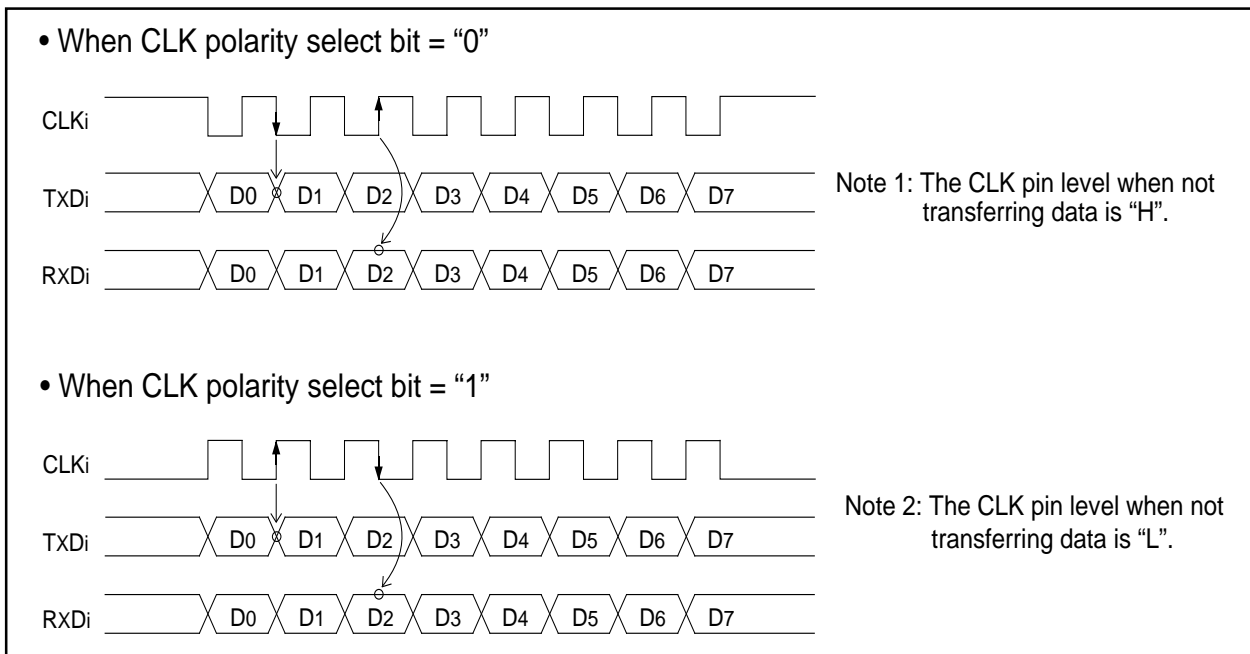 • When CLK polarity select bit = “0”
CLKi
TXDi D0 D1 D2 D3 D4 D5 D6 D7
RXDi D0 D1 D2 D3 D4 D5 D6 D7
Note 1: The CLK pin level when not
transferring data is “H”.
• When CLK polarity select bit = “1”
CLKi
TXDi D0 D1 D2 D3 D4 D5 D6 D7
RXDi D0 D1 D2 D3 D4 D5 D6 D7
Note 2: The CLK pin level when not
transferring data is “L”.